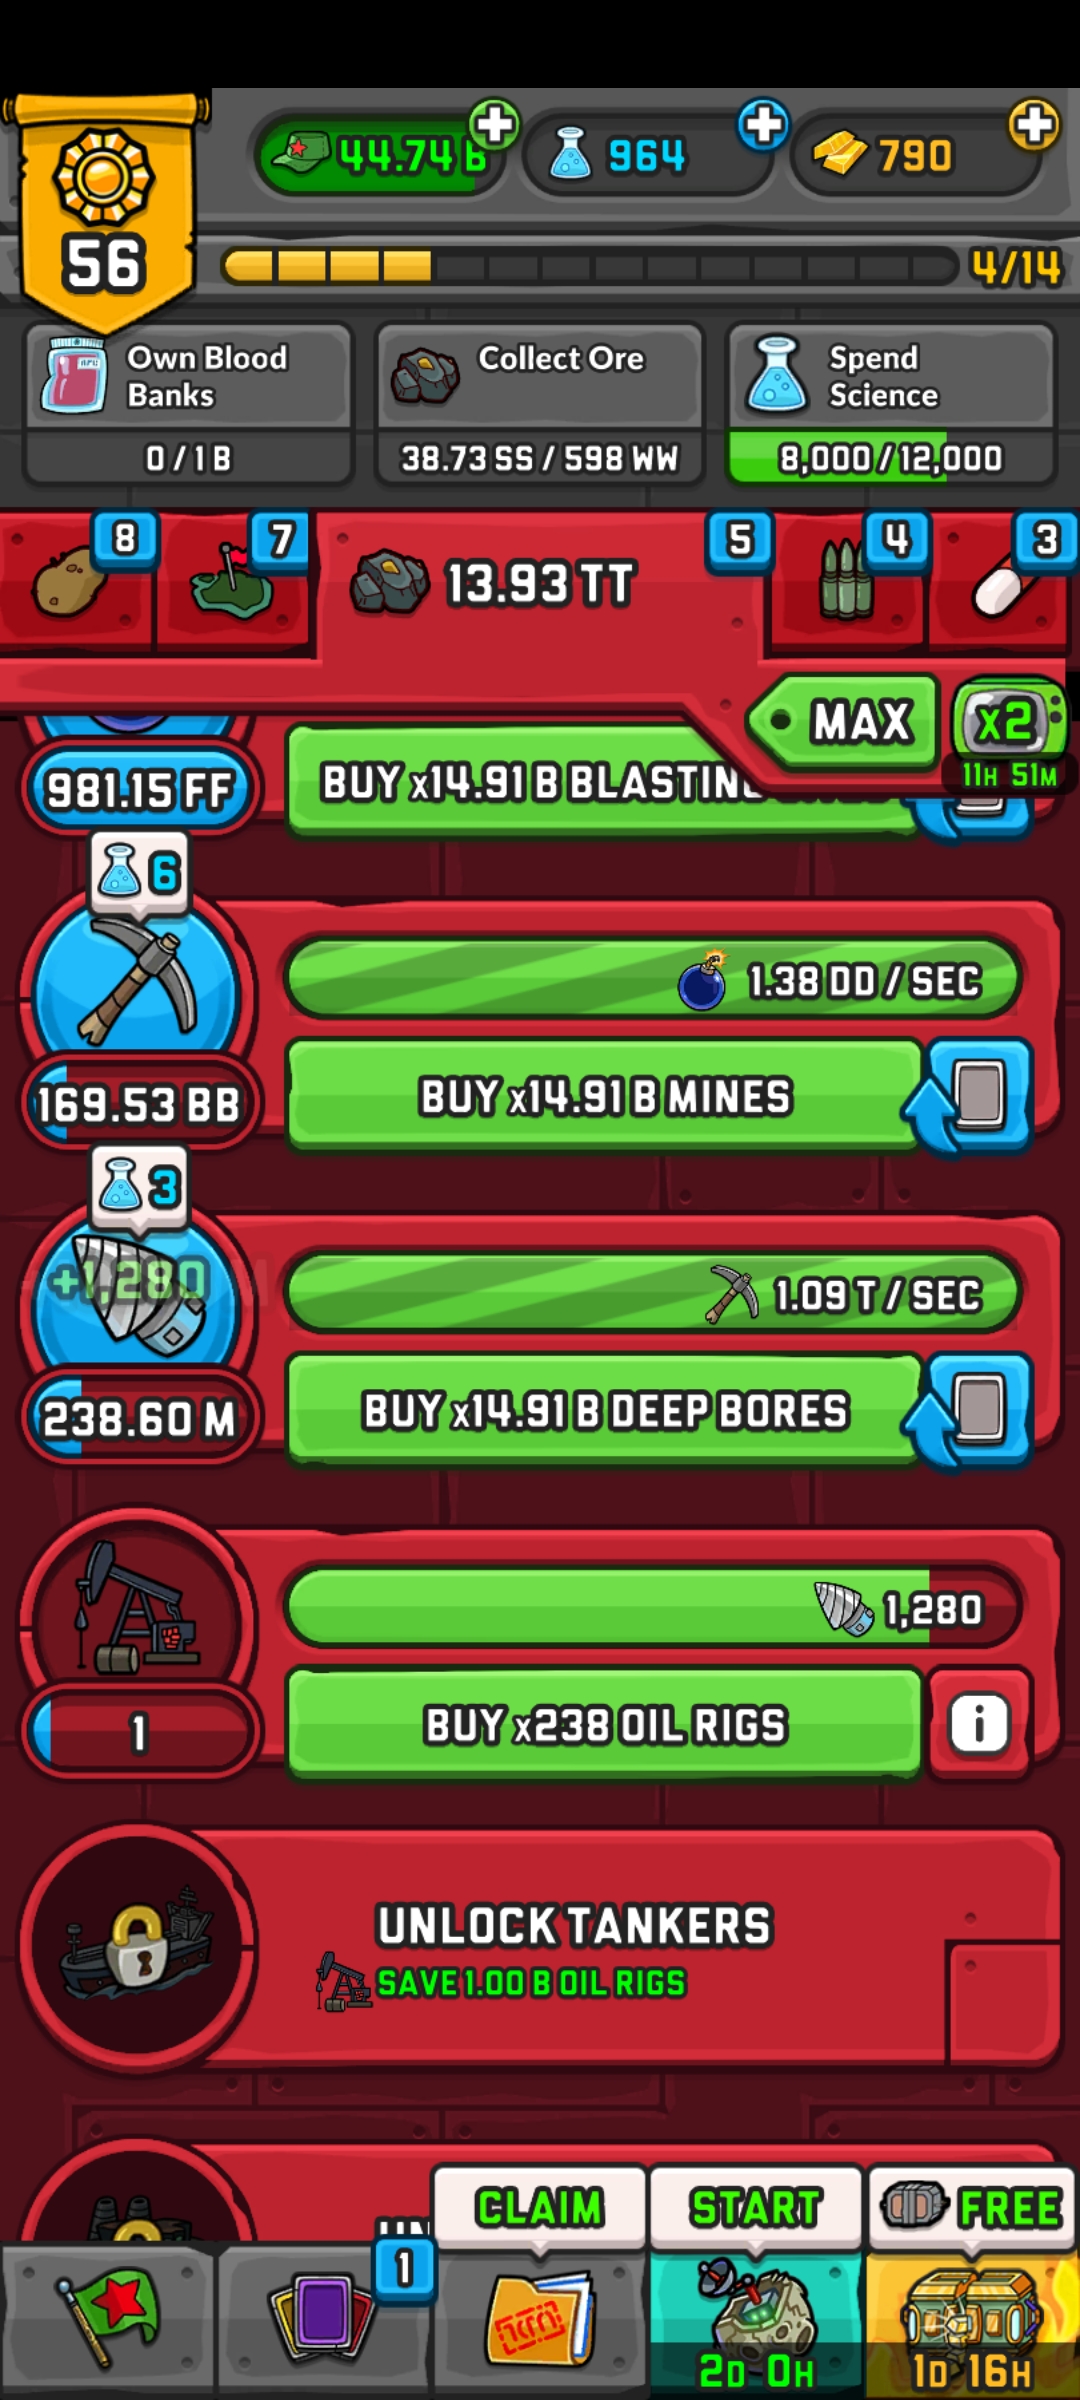 56
44.74 B
964
790
4/14
Own Blood
Banks
0 / 1 B
Collect Ore
38.73 SS / 598 WW
Spend
Science
8,000 / 12,000
8
7
13.93 TT
5
4
3
MAX
x2
11H 51M
981.15 FF
BUY x14.91 B
6
1.38 DD / SEC
169.53 BB
BUY x14.91 B MINES
3
+1,280
1.09 T / SEC
238.60 M
BUY x14.91 B DEEP BORES
1,280
1
BUY x238 OIL RIGS
i
UNLOCK TANKERS
SAVE 1.00 B OIL RIGS
CLAIM
START
FREE
1
2D 0H
1D 16H